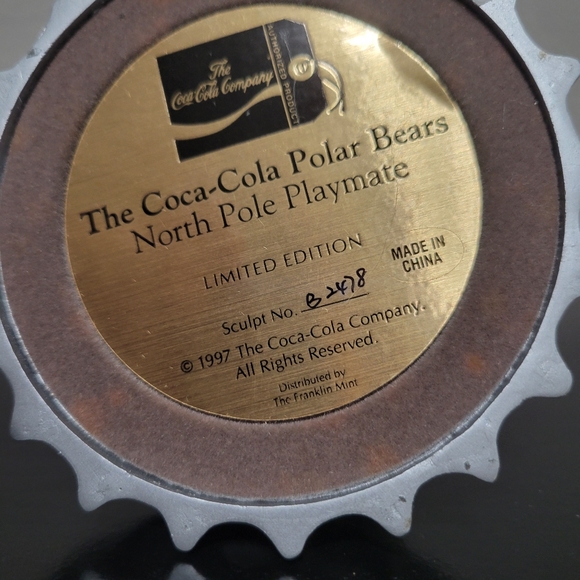 The
Coca-Cola Company
AUTHORIZED PRODUCT
The Coca-Cola Polar Bears
North Pole Playmate
LIMITED EDITION
MADE IN
CHINA
Sculpt No. B2478
© 1997 The Coca-Cola Company.
All Rights Reserved.
Distributed by
The Franklin Mint